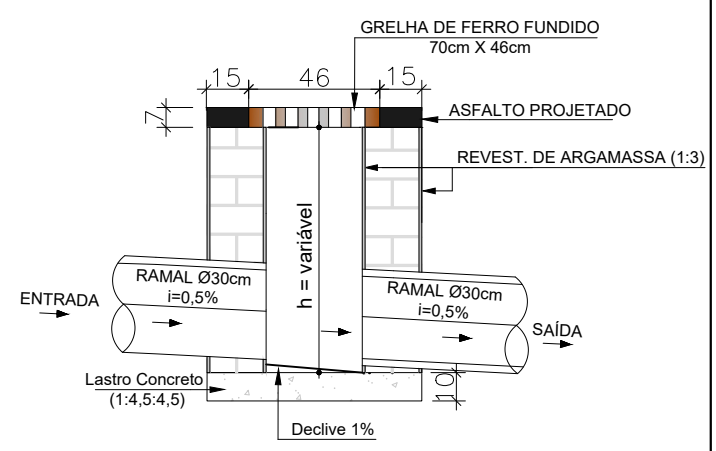 GRELHA DE FERRO FUNDIDO
70cm X 46cm
15
46
15
7
ASFALTO PROJETADO
REVEST. DE ARGAMASSA (1:3)
h = variável
RAMAL Ø30cm
i=0,5%
RAMAL Ø30cm
i=0,5%
ENTRADA
SAÍDA
Lastro Concreto
(1:4,5:4,5)
10
Declive 1%